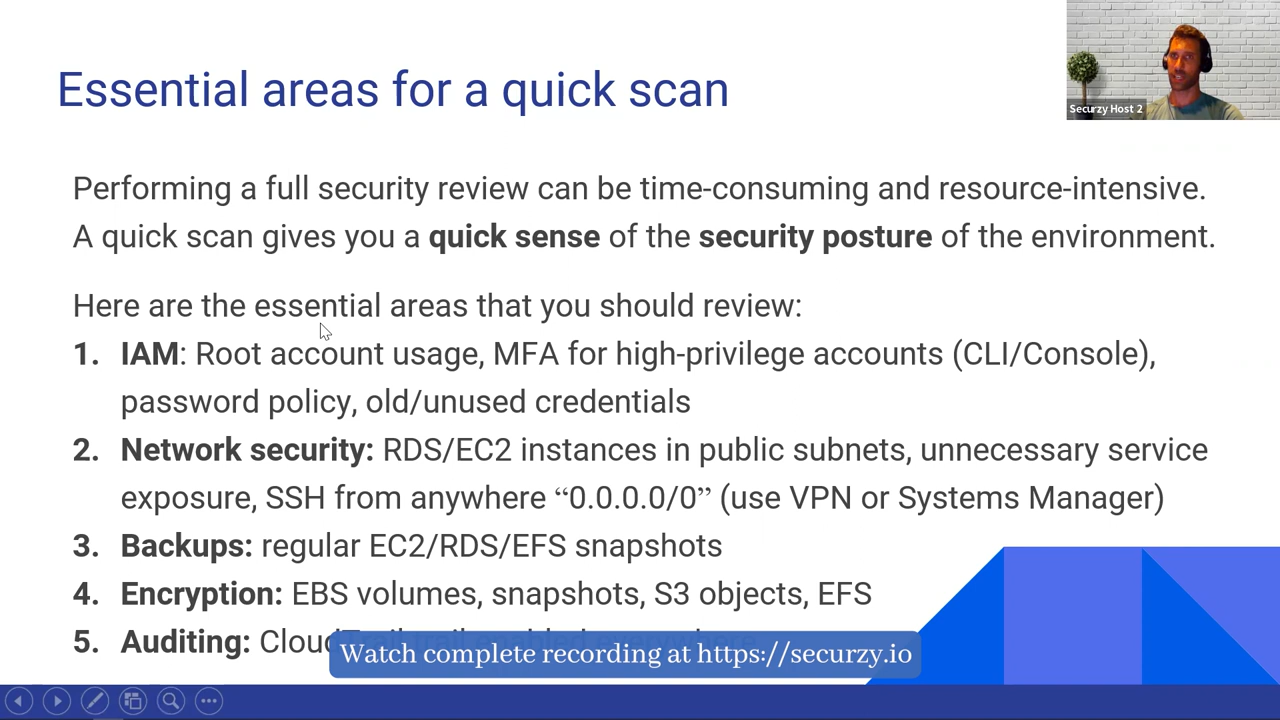 Essential areas for a quick scan
Securzy Host 2
Performing a full security review can be time-consuming and resource-intensive.
A quick scan gives you a quick sense of the security posture of the environment.
Here are the essential areas that you should review:
1. IAM: Root account usage, MFA for high-privilege accounts (CLI/Console),
password policy, old/unused credentials
2. Network security: RDS/EC2 instances in public subnets, unnecessary service
exposure, SSH from anywhere “0.0.0.0/0” (use VPN or Systems Manager)
3. Backups: regular EC2/RDS/EFS snapshots
4. Encryption: EBS volumes, snapshots, S3 objects, EFS
5. Auditing: CloudTrail trail enabled everywhere
Watch complete recording at https://securzy.io